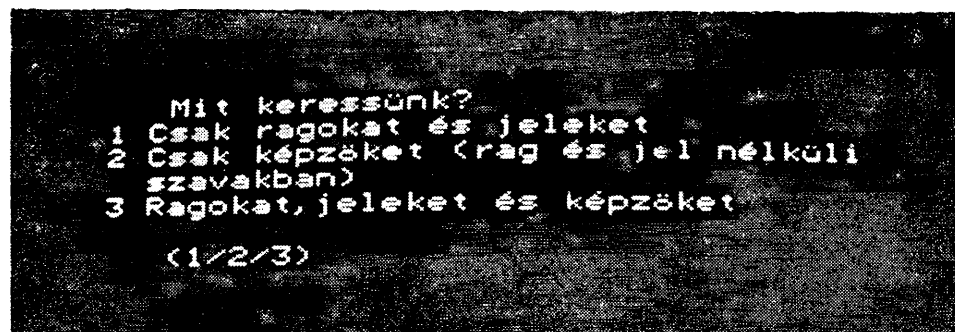 Mit keressünk?
1 Csak ragokat és jeleket
2 Csak képzöket (rag és jel nélküli
szavakban)
3 Ragokat, jeleket és képzöket
(1/2/3)